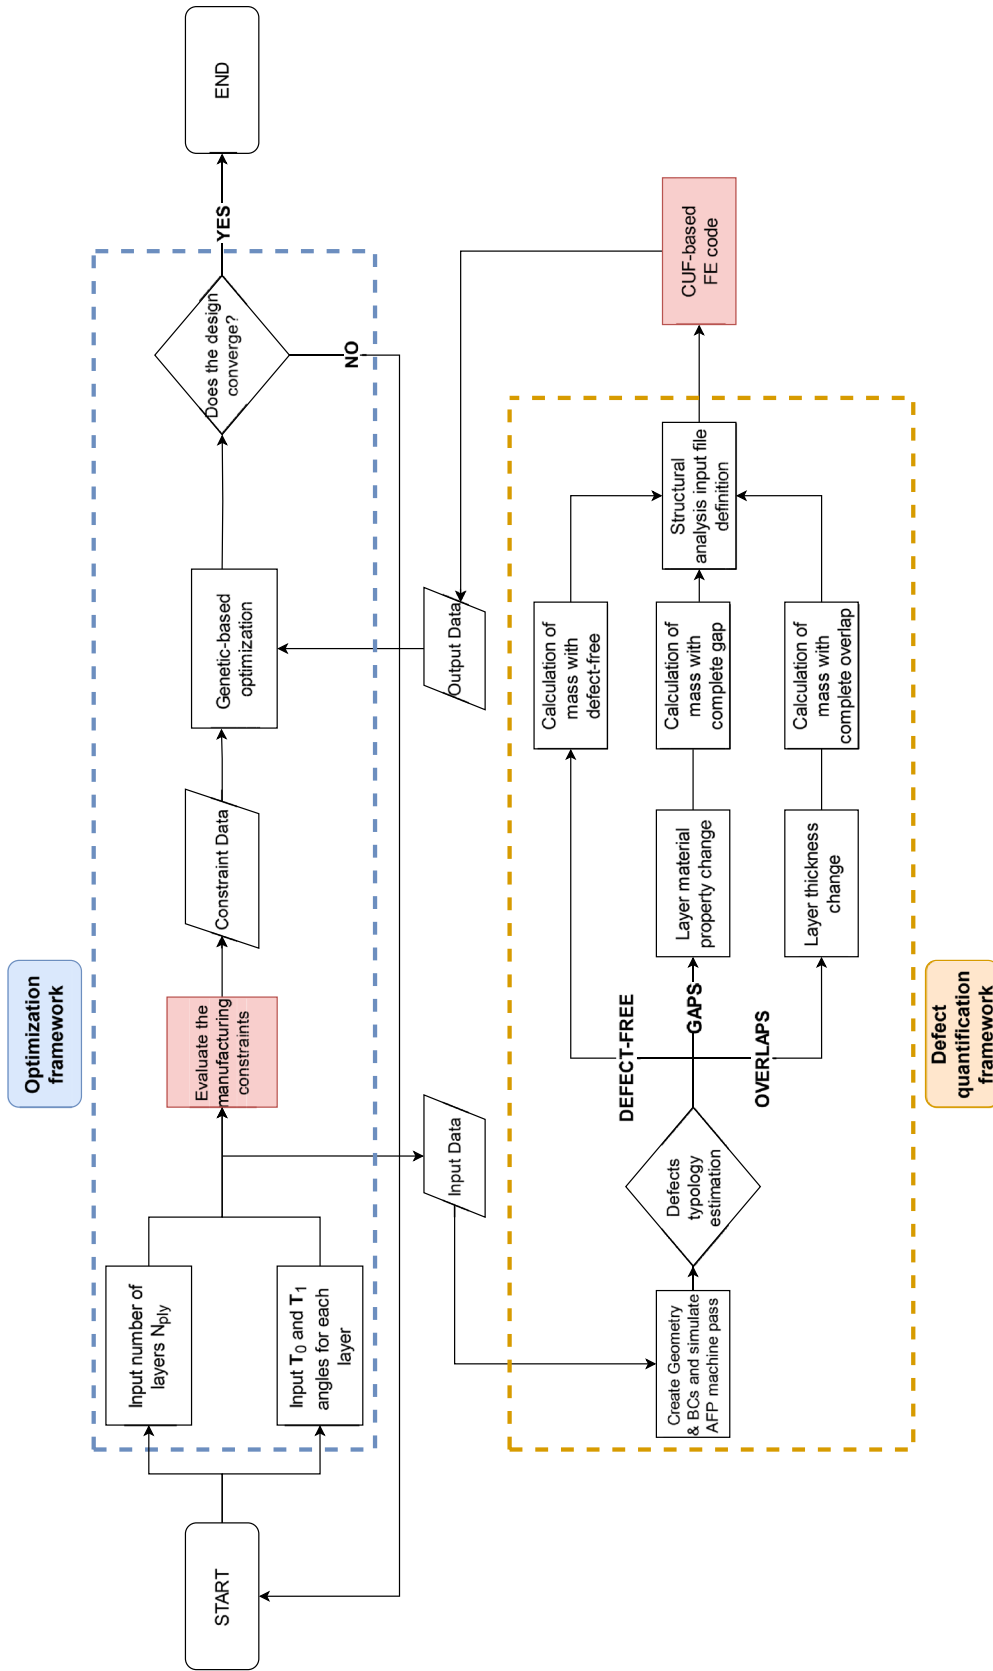 Optimization
framework
START
Input number of
layers Nply
Input T0 and T1
angles for each
layer
Evaluate the
manufacturing
constraints
Constraint Data
Genetic-based
optimization
Does the design
converge?
YES
END
NO
Input Data
Output Data
Create Geometry
& BCs and simulate
AFP machine pass
Defects
typology
estimation
DEFECT-FREE
GAPS
OVERLAPS
Layer material
property change
Layer thickness
change
Calculation of
mass with
defect-free
Calculation of
mass with
complete gap
Calculation of
mass with
complete overlap
Structural
analysis input file
definition
CUF-based
FE code
Defect
quantification
framework